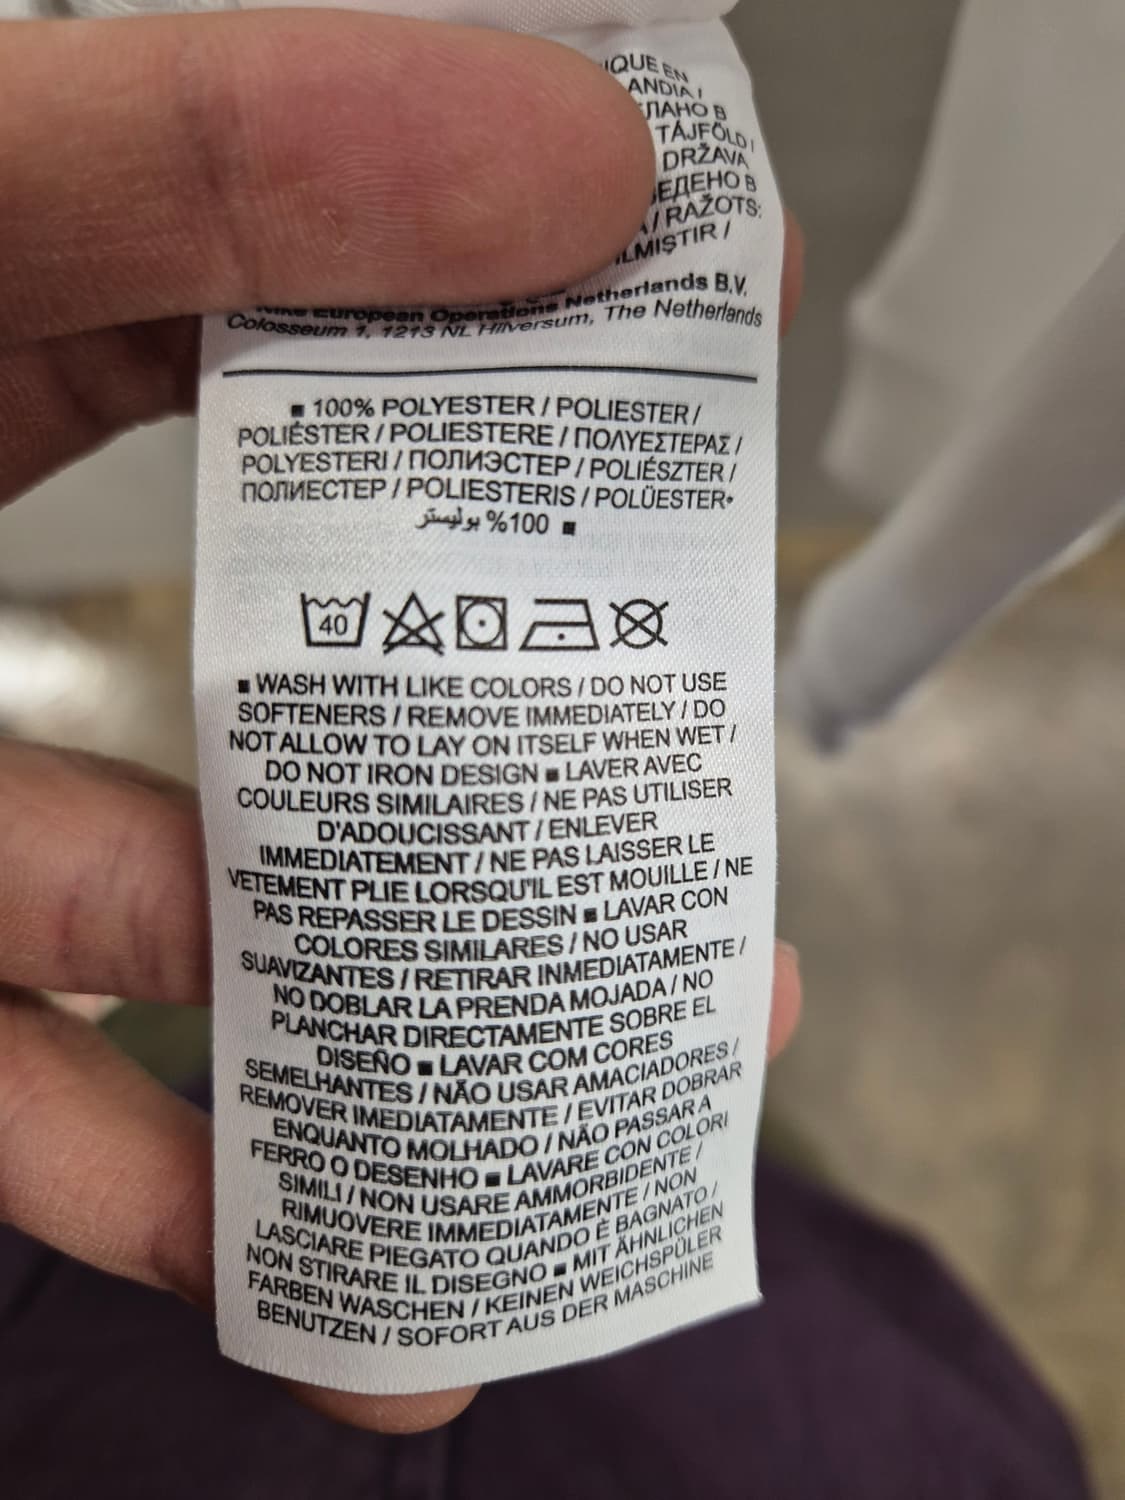 IQUE EN
ANDIA /
ЛАНО В
TÁJFÖLD /
DRŽAVA
ЕДЕНО В
/ RAŽOTS:
ILMIŞTIR /
Nike European Operations Netherlands B.V.
Colosseum 1, 1213 NL Hilversum, The Netherlands
■ 100% POLYESTER / POLIESTER /
POLIÉSTER / POLIESTERE / ΠΟΛΥΕΣΤΕΡΑΣ /
POLYESTERI / ПОЛИЭСТЕР / POLIÉSZTER /
ПОЛИЕСТЕР / POLIESTERIS / POLÜESTER•
■ 100% بوليستر
40
■ WASH WITH LIKE COLORS / DO NOT USE
SOFTENERS / REMOVE IMMEDIATELY / DO
NOT ALLOW TO LAY ON ITSELF WHEN WET /
DO NOT IRON DESIGN ■ LAVER AVEC
COULEURS SIMILAIRES / NE PAS UTILISER
D'ADOUCISSANT / ENLEVER
IMMEDIATEMENT / NE PAS LAISSER LE
VETEMENT PLIE LORSQU'IL EST MOUILLE / NE
PAS REPASSER LE DESSIN ■ LAVAR CON
COLORES SIMILARES / NO USAR
SUAVIZANTES / RETIRAR INMEDIATAMENTE /
NO DOBLAR LA PRENDA MOJADA / NO
PLANCHAR DIRECTAMENTE SOBRE EL
DISEÑO ■ LAVAR COM CORES
SEMELHANTES / NÃO USAR AMACIADORES /
REMOVER IMEDIATAMENTE / EVITAR DOBRAR
ENQUANTO MOLHADO / NÃO PASSAR A
FERRO O DESENHO ■ LAVARE CON COLORI
SIMILI / NON USARE AMMORBIDENTE /
RIMUOVERE IMMEDIATAMENTE / NON
LASCIARE PIEGATO QUANDO È BAGNATO /
NON STIRARE IL DISEGNO ■ MIT ÄHNLICHEN
FARBEN WASCHEN / KEINEN WEICHSPÜLER
BENUTZEN / SOFORT AUS DER MASCHINE